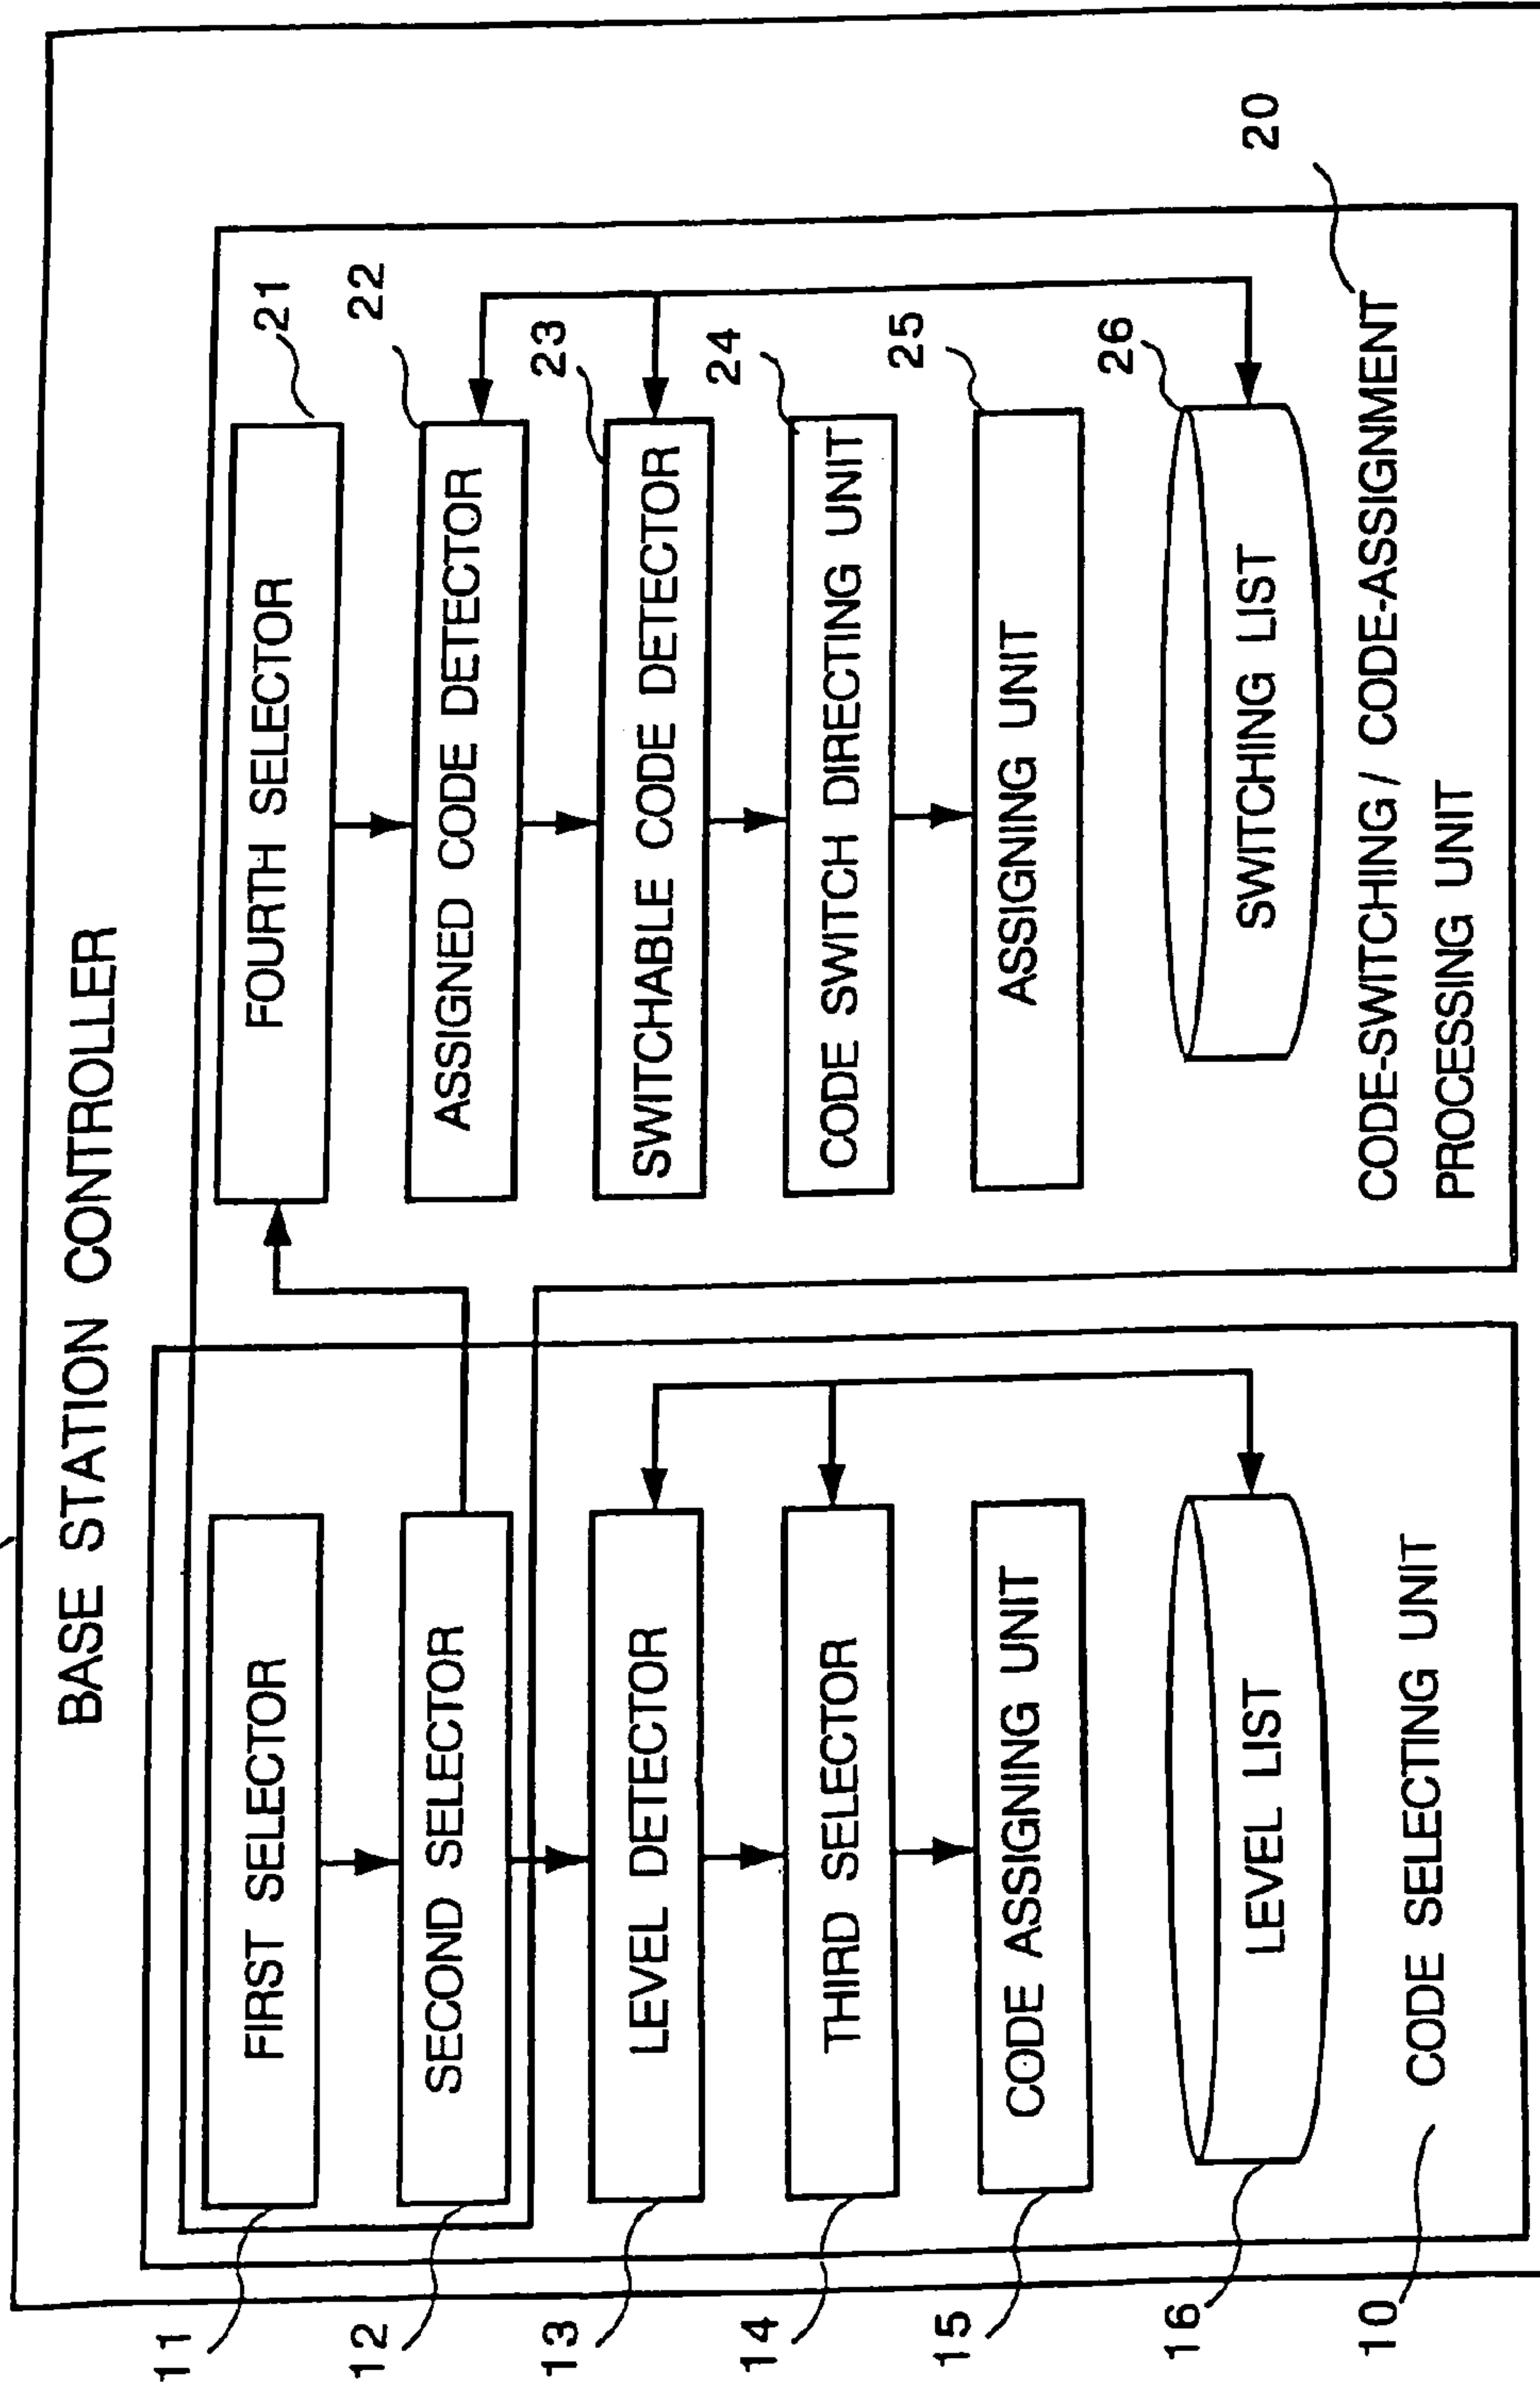 BASE STATION CONTROLLER
11
FIRST SELECTOR
12
SECOND SELECTOR
13
LEVEL DETECTOR
14
THIRD SELECTOR
15
CODE ASSIGNING UNIT
16
LEVEL LIST
10
CODE SELECTING UNIT
21
FOURTH SELECTOR
22
ASSIGNED CODE DETECTOR
23
SWITCHABLE CODE DETECTOR
24
CODE SWITCH DIRECTING UNIT
25
ASSIGNING UNIT
26
SWITCHING LIST
20
CODE-SWITCHING / CODE-ASSIGNMENT
PROCESSING UNIT